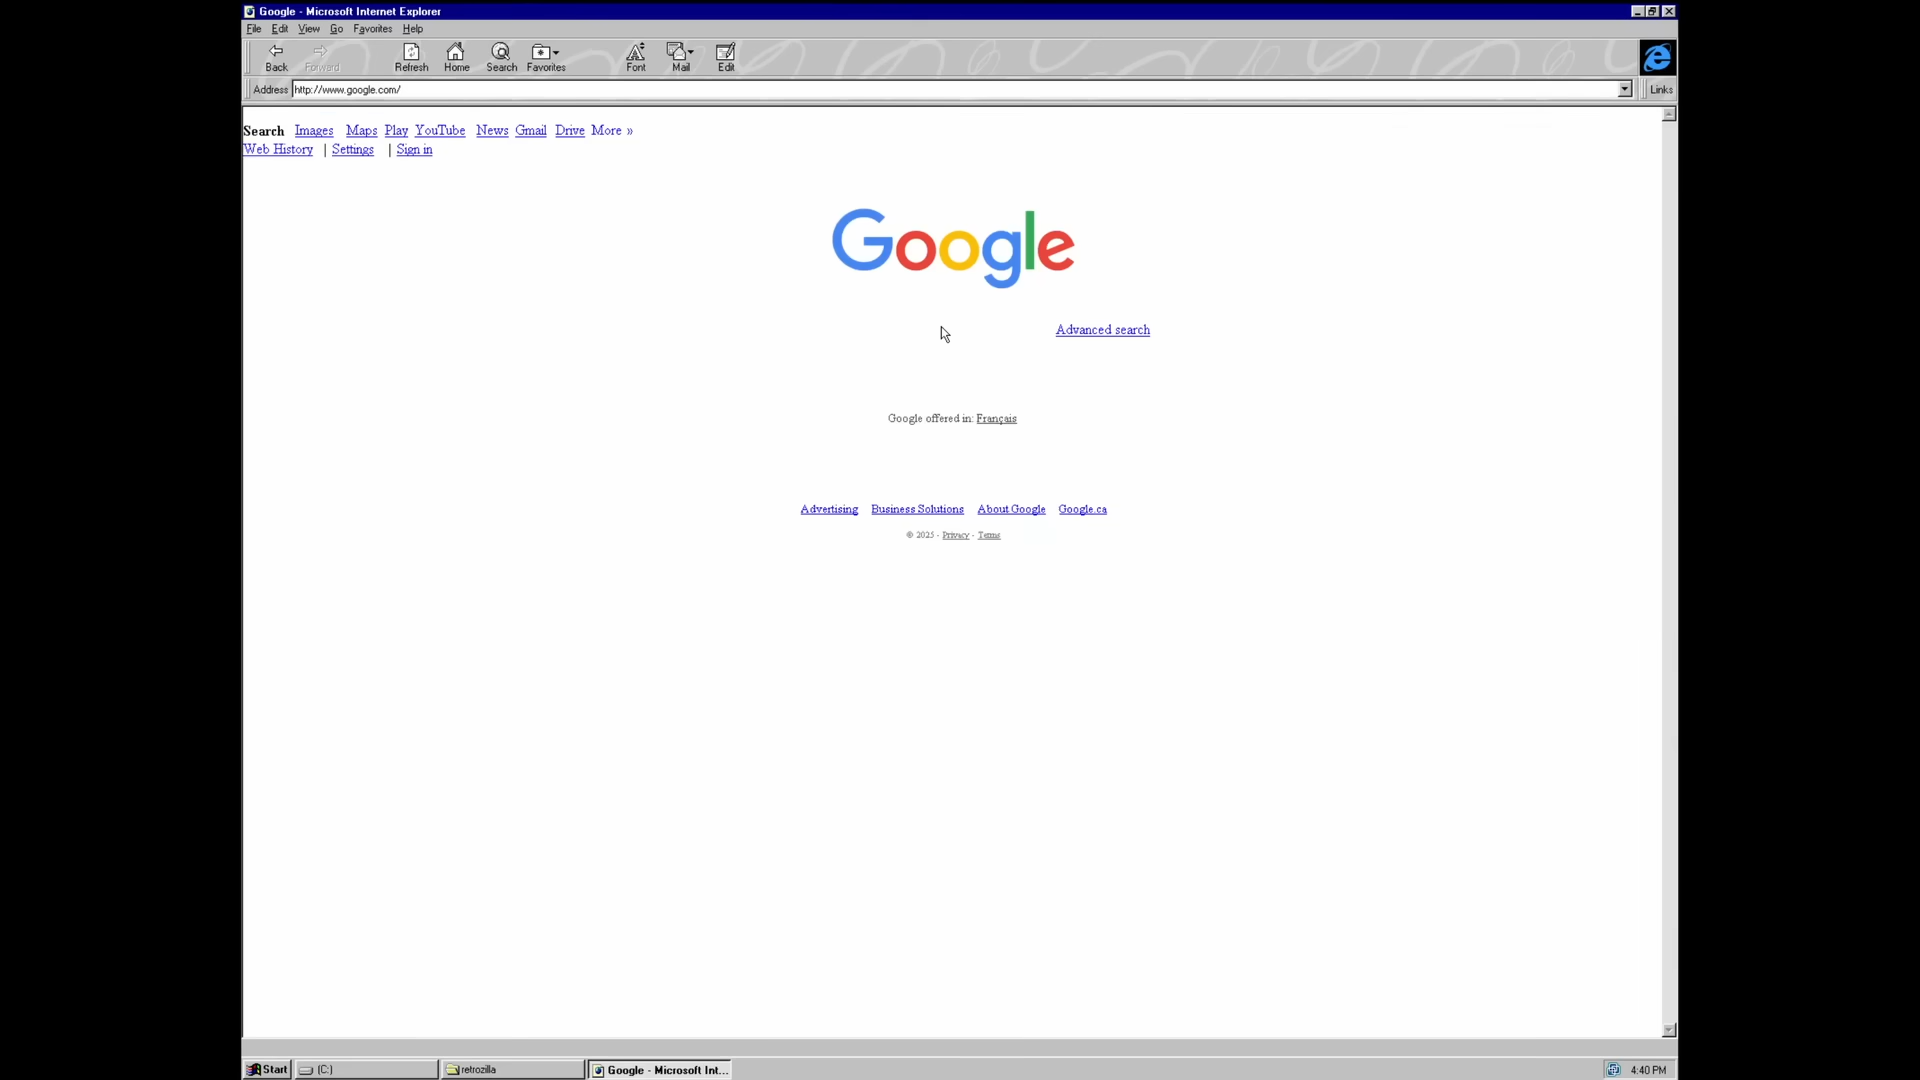 Google - Microsoft Internet Explorer
File Edit View Go Favorites Help
Back Forward Refresh Home Search Favorites Font Mail Edit
Address http://www.google.com/ Links
Search Images Maps Play YouTube News Gmail Drive More »
Web History | Settings | Sign in
Google
Advanced search
Google offered in: Français
Advertising Business Solutions About Google Google.ca
© 2025 - Privacy - Terms
Start (C:) retrozilla Google - Microsoft Int... 4:40 PM